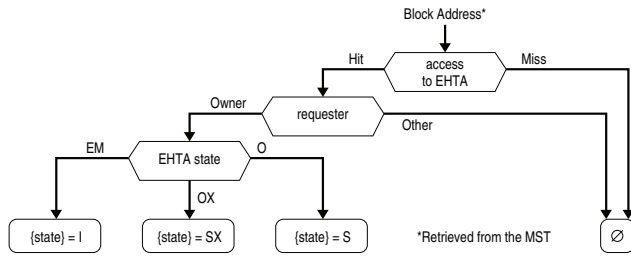 Block Address*
Hit
access
to EHTA
Miss
Owner
requester
Other
EM
EHTA state
O
OX
{state} = I
{state} = SX
{state} = S
*Retrieved from the MST
∅